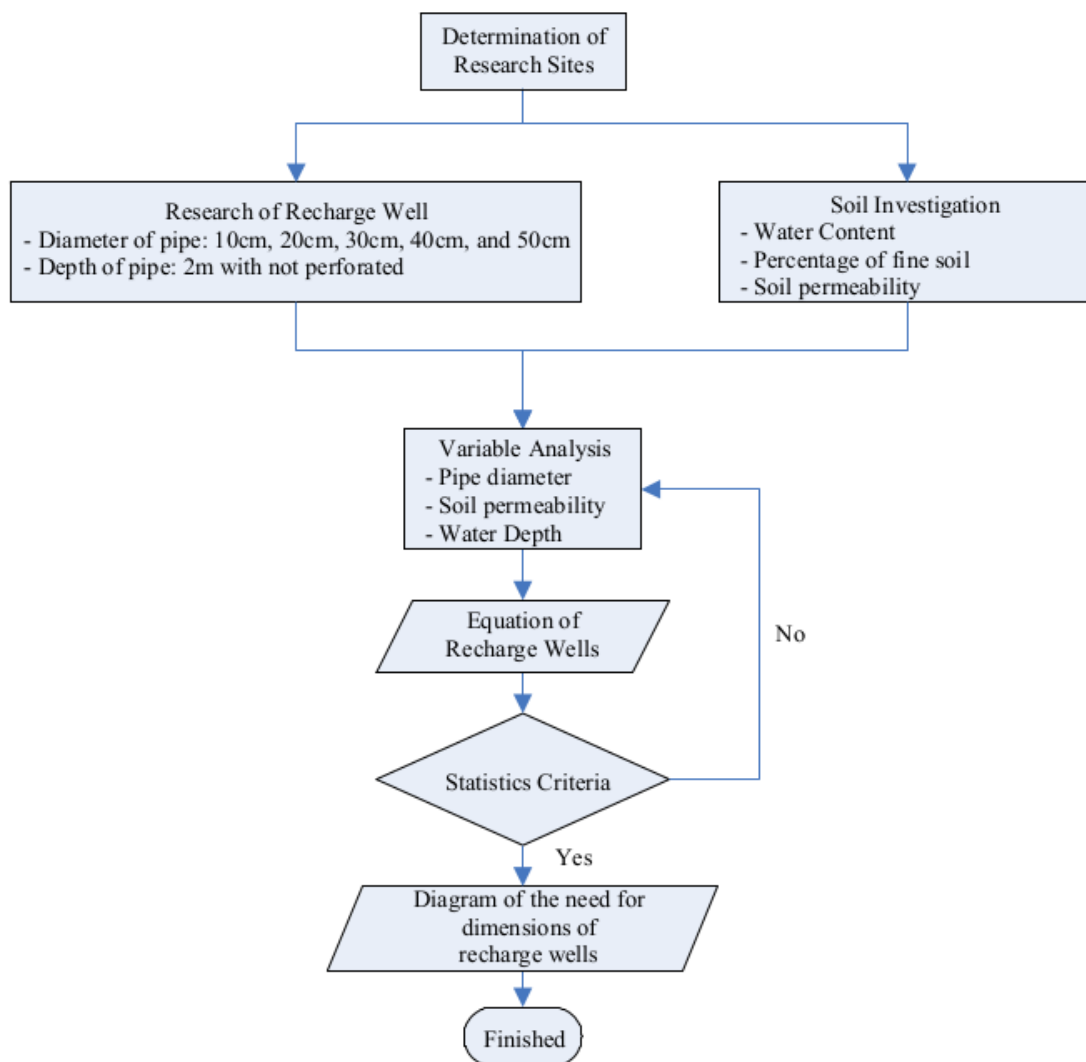 Determination of
Research Sites
Research of Recharge Well
- Diameter of pipe: 10cm, 20cm, 30cm, 40cm, and 50cm
- Depth of pipe: 2m with not perforated
Soil Investigation
- Water Content
- Percentage of fine soil
- Soil permeability
Variable Analysis
- Pipe diameter
- Soil permeability
- Water Depth
Equation of
Recharge Wells
No
Statistics Criteria
Yes
Diagram of the need for
dimensions of
recharge wells
Finished